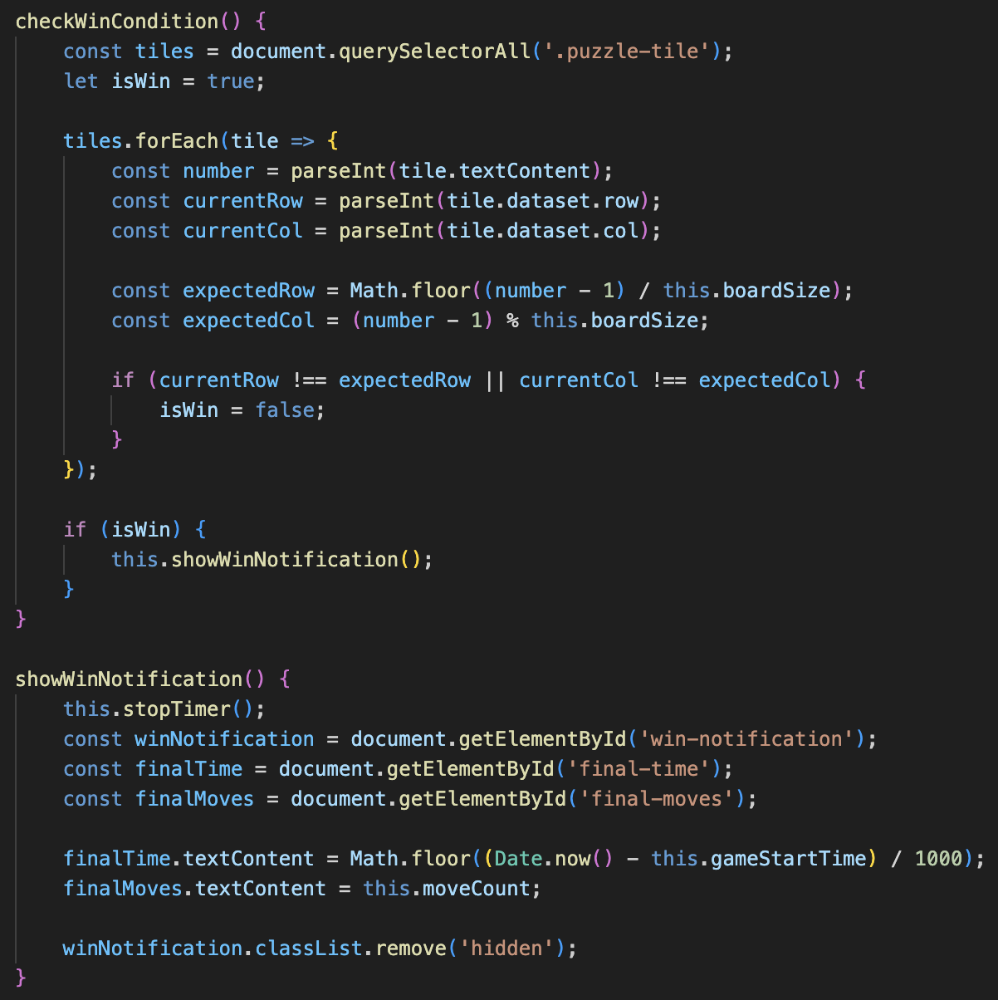 checkWinCondition() {
    const tiles = document.querySelectorAll('.puzzle-tile');
    let isWin = true;

    tiles.forEach(tile => {
        const number = parseInt(tile.textContent);
        const currentRow = parseInt(tile.dataset.row);
        const currentCol = parseInt(tile.dataset.col);

        const expectedRow = Math.floor((number - 1) / this.boardSize);
        const expectedCol = (number - 1) % this.boardSize;

        if (currentRow !== expectedRow || currentCol !== expectedCol) {
            isWin = false;
        }
    });

    if (isWin) {
        this.showWinNotification();
    }
}

showWinNotification() {
    this.stopTimer();
    const winNotification = document.getElementById('win-notification');
    const finalTime = document.getElementById('final-time');
    const finalMoves = document.getElementById('final-moves');

    finalTime.textContent = Math.floor((Date.now() - this.gameStartTime) / 1000);
    finalMoves.textContent = this.moveCount;

    winNotification.classList.remove('hidden');
}